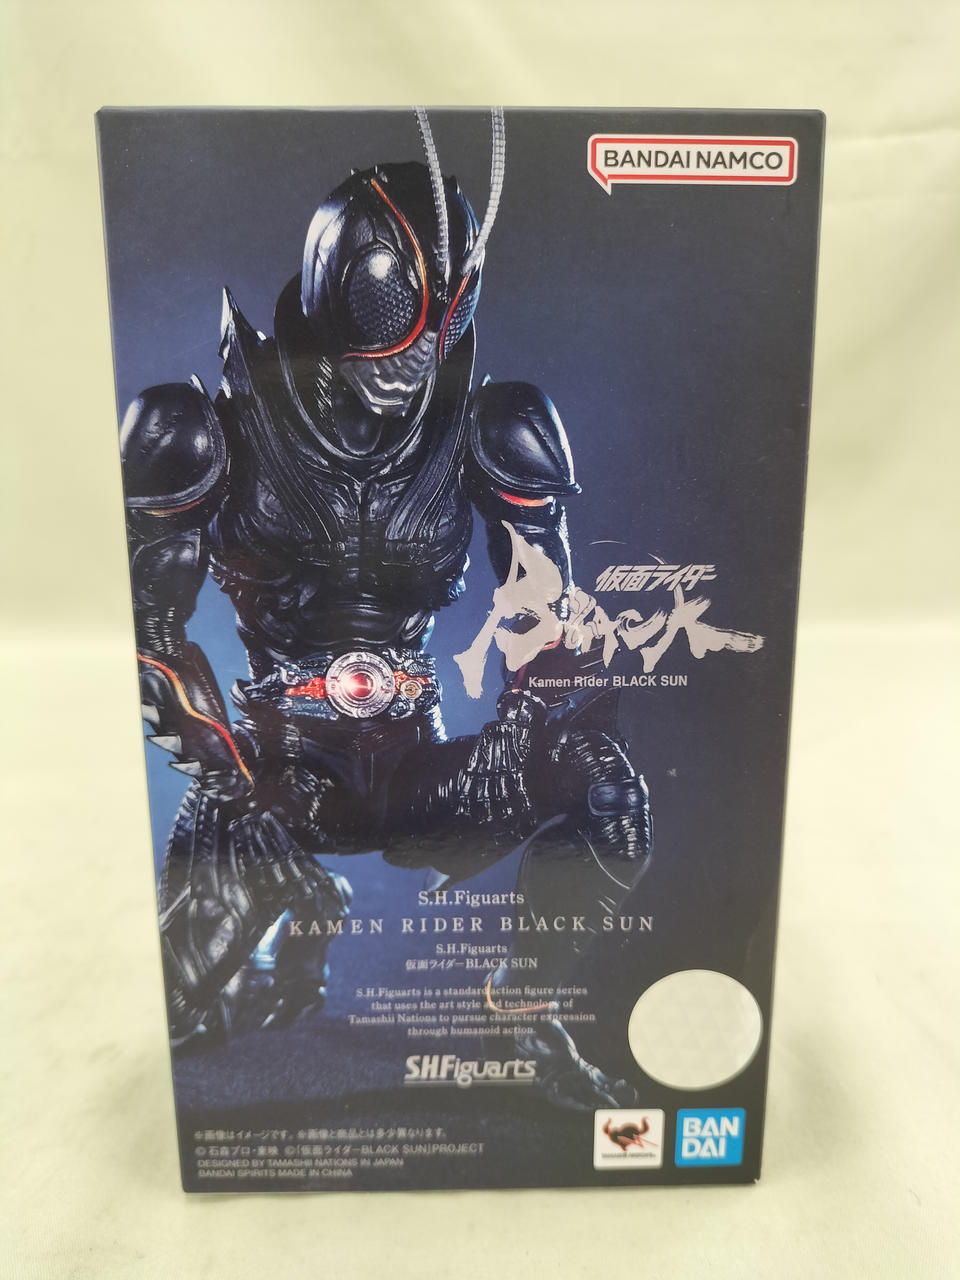 BANDAI NAMCO
仮面ライダー
BLACK
Kamen Rider BLACK SUN
S.H.Figuarts
KAMEN RIDER BLACK SUN
S.H.Figuarts
仮面ライダーBLACK SUN
S.H.Figuarts is a standard action figure series
that uses the art style and technology of
Tamashii Nations to pursue character expression
through humanoid action.
S.H.Figuarts
※画像はイメージです。※画像と商品とは多少異なります。
©石森プロ・東映 ©「仮面ライダーBLACK SUN」PROJECT
DESIGNED BY TAMASHII NATIONS IN JAPAN
BANDAI SPIRITS MADE IN CHINA
TAMASHII NATIONS
BAN
DAI